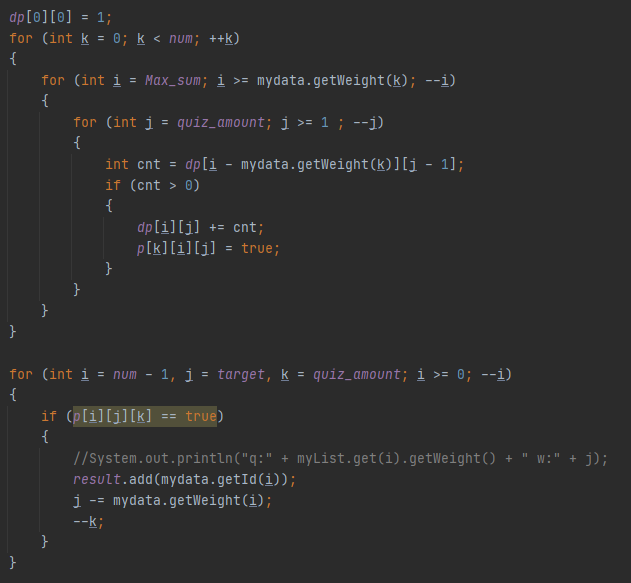 dp[0][0] = 1;
for (int k = 0; k < num; ++k)
{
for (int i = Max_sum; i >= mydata.getWeight(k); --i)
{
for (int j = quiz_amount; j >= 1 ; --j)
{
int cnt = dp[i - mydata.getWeight(k)][j - 1];
if (cnt > 0)
{
dp[i][j] += cnt;
p[k][i][j] = true;
}
}
}
}
for (int i = num - 1, j = target, k = quiz_amount; i >= 0; --i)
{
if (p[i][j][k] == true)
{
//System.out.println("q:" + myList.get(i).getWeight() + " w:" + j);
result.add(mydata.getId(i));
j -= mydata.getWeight(i);
--k;
}
}